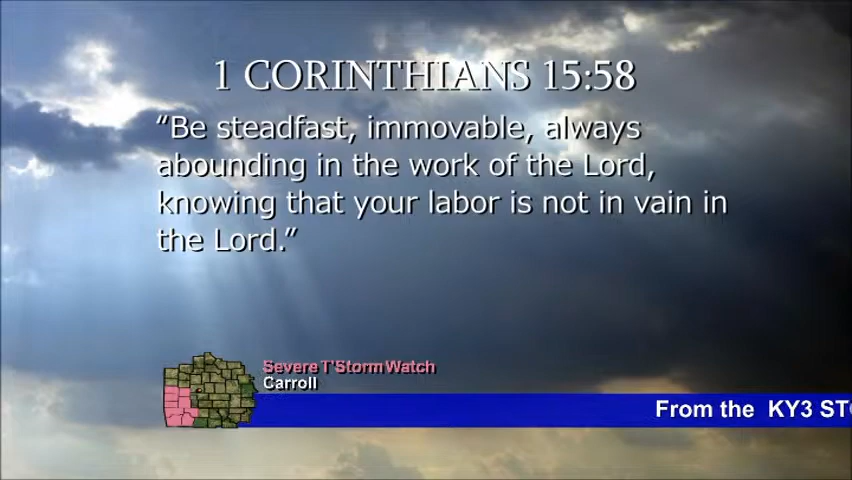 1 CORINTHIANS 15:58
“Be steadfast, immovable, always
abounding in the work of the Lord,
knowing that your labor is not in vain in
the Lord.”
Severe T'Storm Watch
Carroll
From the KY3 STO